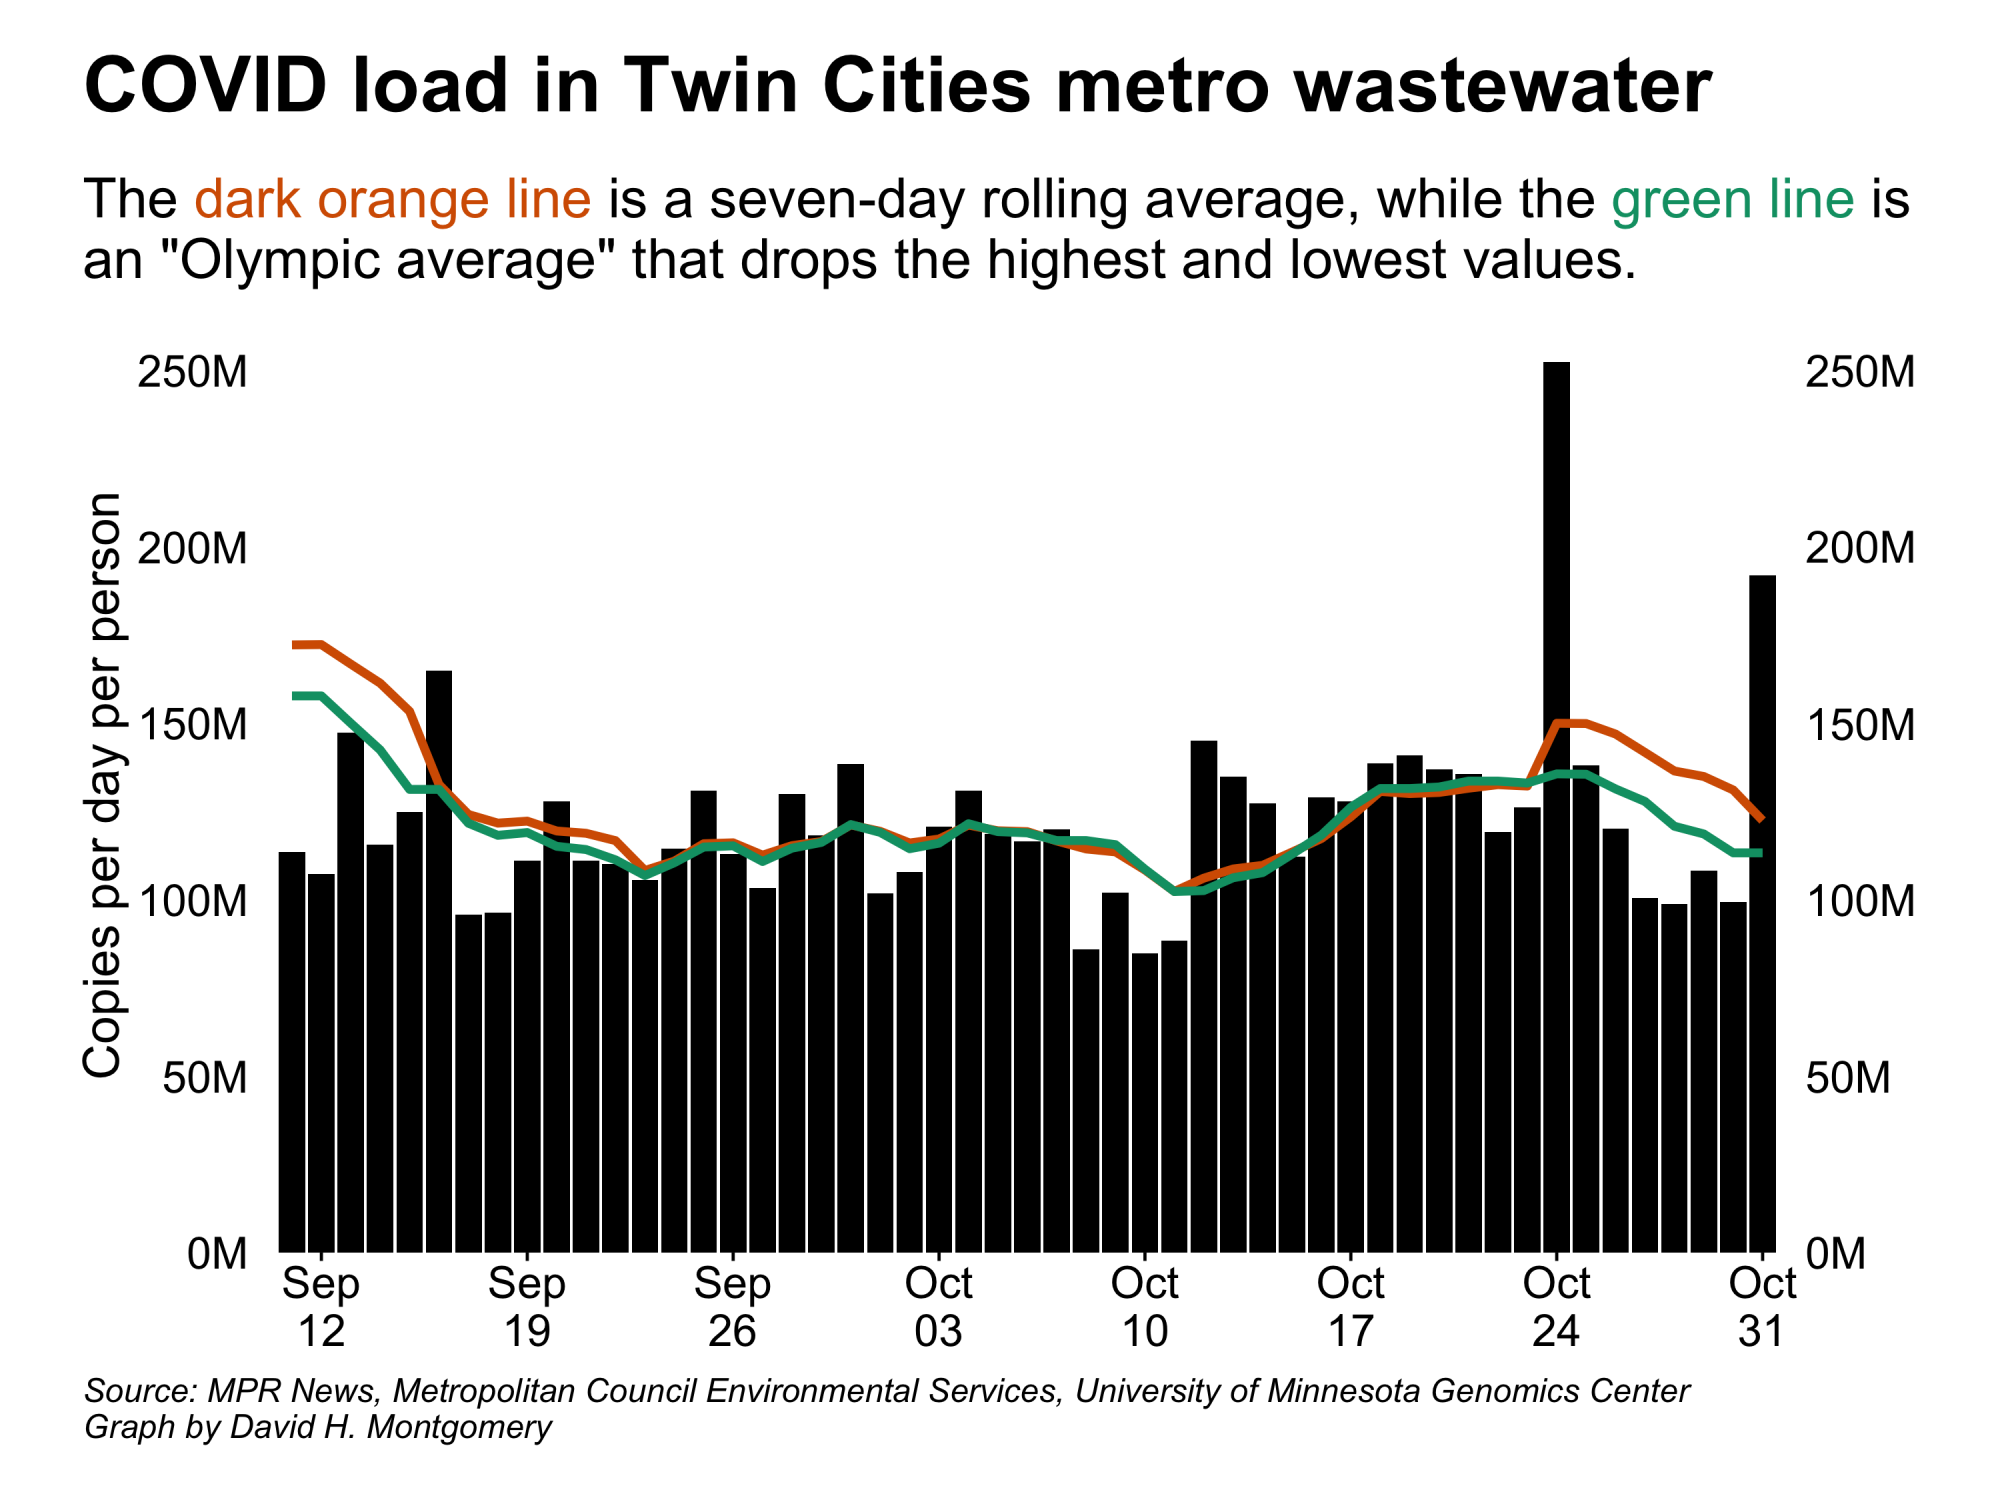 COVID load in Twin Cities metro wastewater
The dark orange line is a seven-day rolling average, while the green line is
an "Olympic average" that drops the highest and lowest values.
Copies per day per person
250M
200M
150M
100M
50M
0M
250M
200M
150M
100M
50M
0M
Sep
12
Sep
19
Sep
26
Oct
03
Oct
10
Oct
17
Oct
24
Oct
31
Source: MPR News, Metropolitan Council Environmental Services, University of Minnesota Genomics Center
Graph by David H. Montgomery